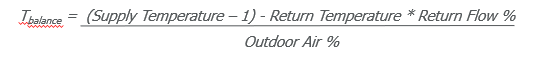 Tbalance = (Supply Temperature – 1) - Return Temperature * Return Flow %
Outdoor Air %